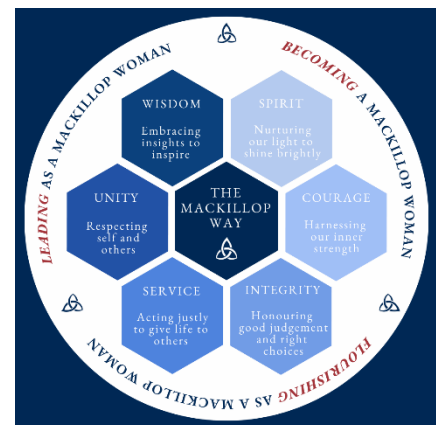 LEADING AS A MACKILLOP WOMAN
BECOMING A MACKILLOP WOMAN
FLOURISHING AS A MACKILLOP WOMAN
WISDOM
Embracing
insights to
inspire
SPIRIT
Nurturing
our light to
shine brightly
UNITY
Respecting
self and
others
THE
MACKILLOP
WAY
COURAGE
Harnessing
our inner
strength
SERVICE
Acting justly
to give life to
others
INTEGRITY
Honouring
good judgement
and right
choices